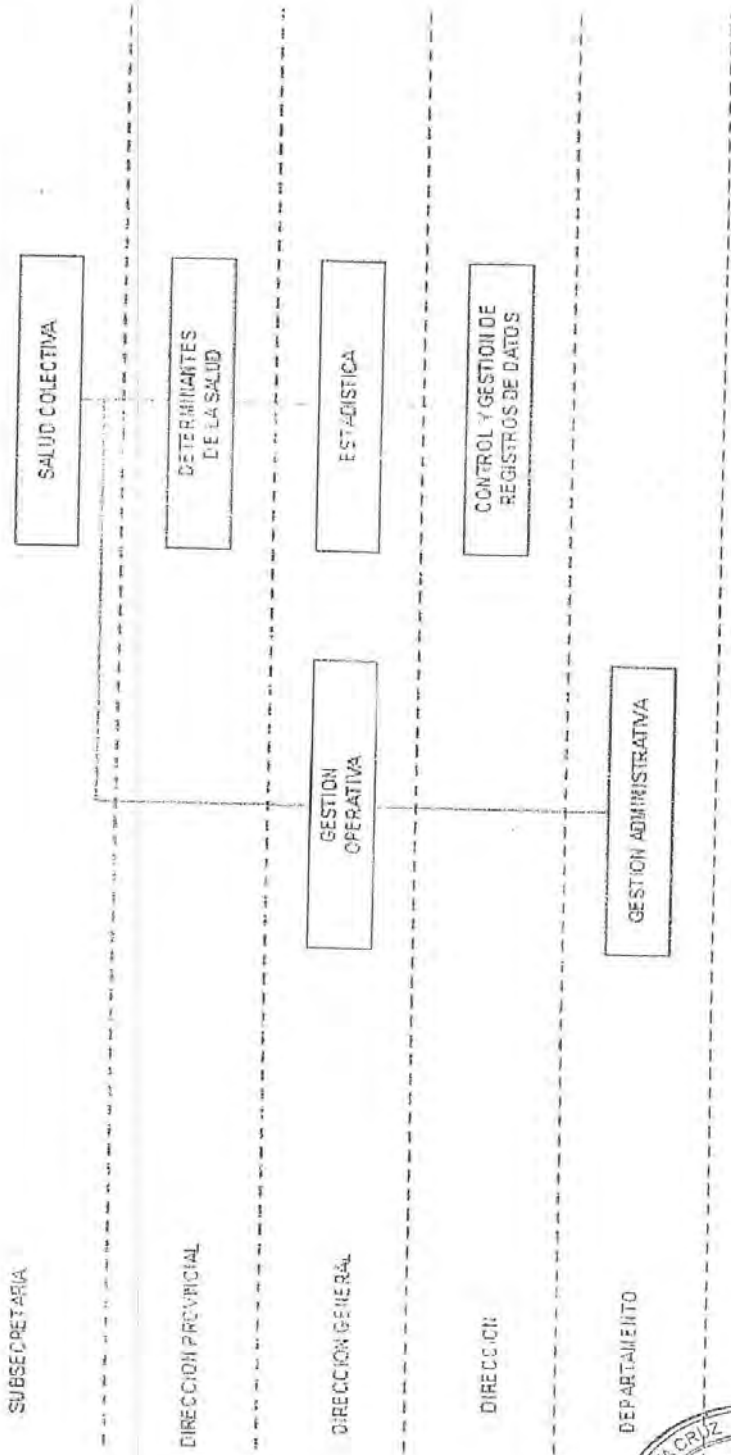 SUBSECRETARIA
SALUD COLECTIVA
DIRECCION PROVINCIAL
DETERMINANTES
DE LA SALUD
DIRECCION GENERAL
GESTION
OPERATIVA
ESTADISTICA
DIRECCION
CONTROL Y GESTION DE
REGISTROS DE DATOS
DEPARTAMENTO
GESTION ADMINISTRATIVA
CRUZ